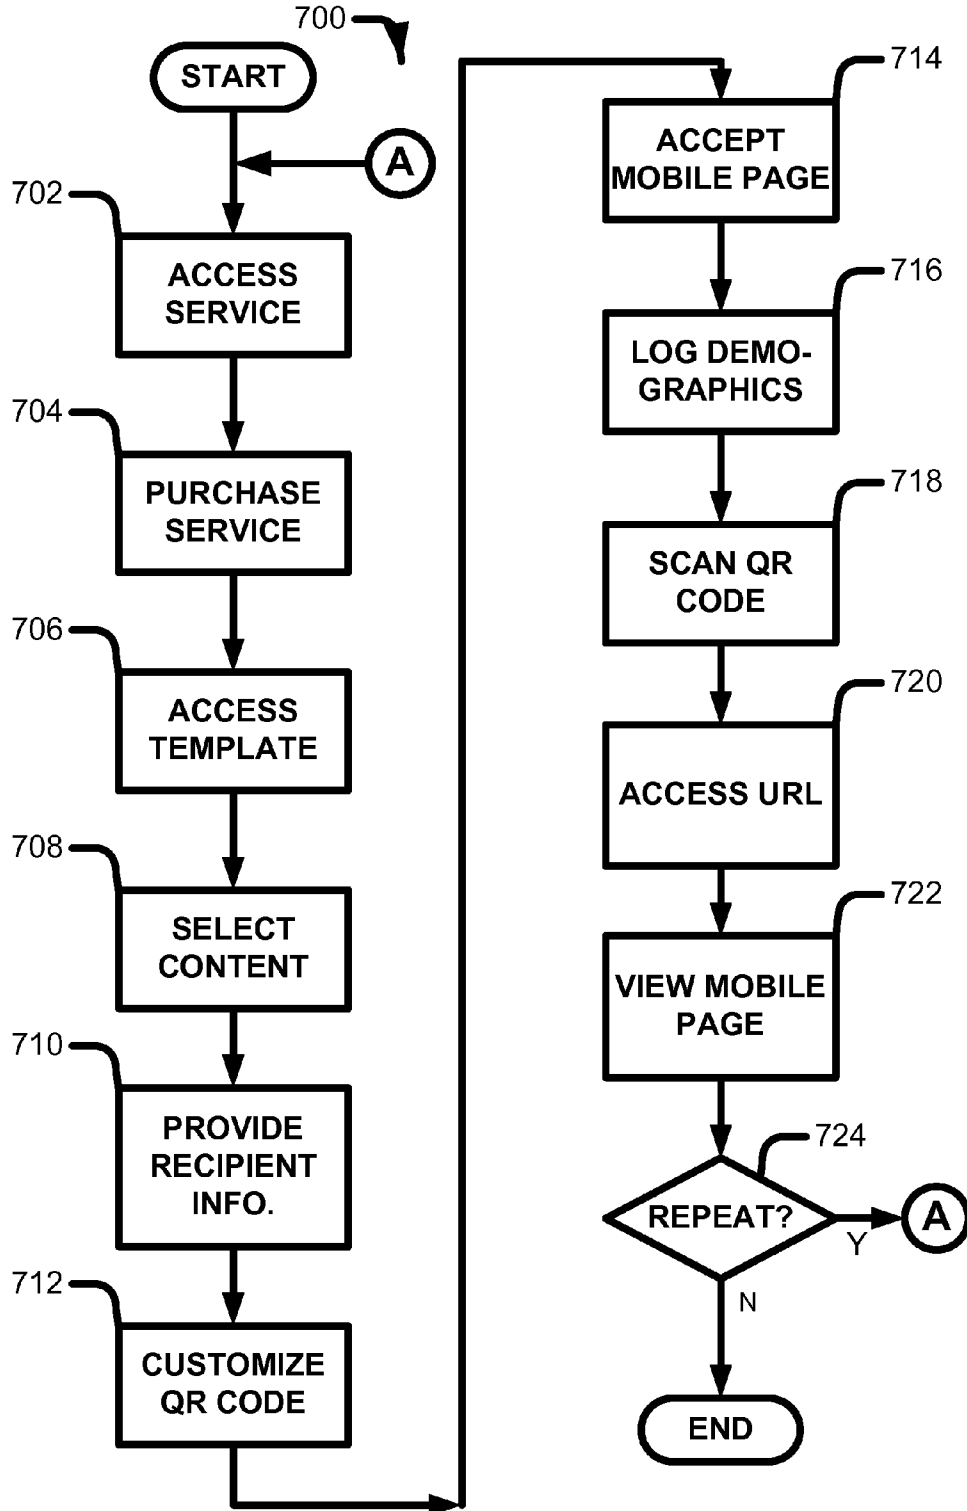 700
START
A
702
ACCESS
SERVICE
704
PURCHASE
SERVICE
706
ACCESS
TEMPLATE
708
SELECT
CONTENT
710
PROVIDE
RECIPIENT
INFO.
712
CUSTOMIZE
QR CODE
714
ACCEPT
MOBILE PAGE
716
LOG DEMO-
GRAPHICS
718
SCAN QR
CODE
720
ACCESS URL
722
VIEW MOBILE
PAGE
724
REPEAT?
Y
A
N
END